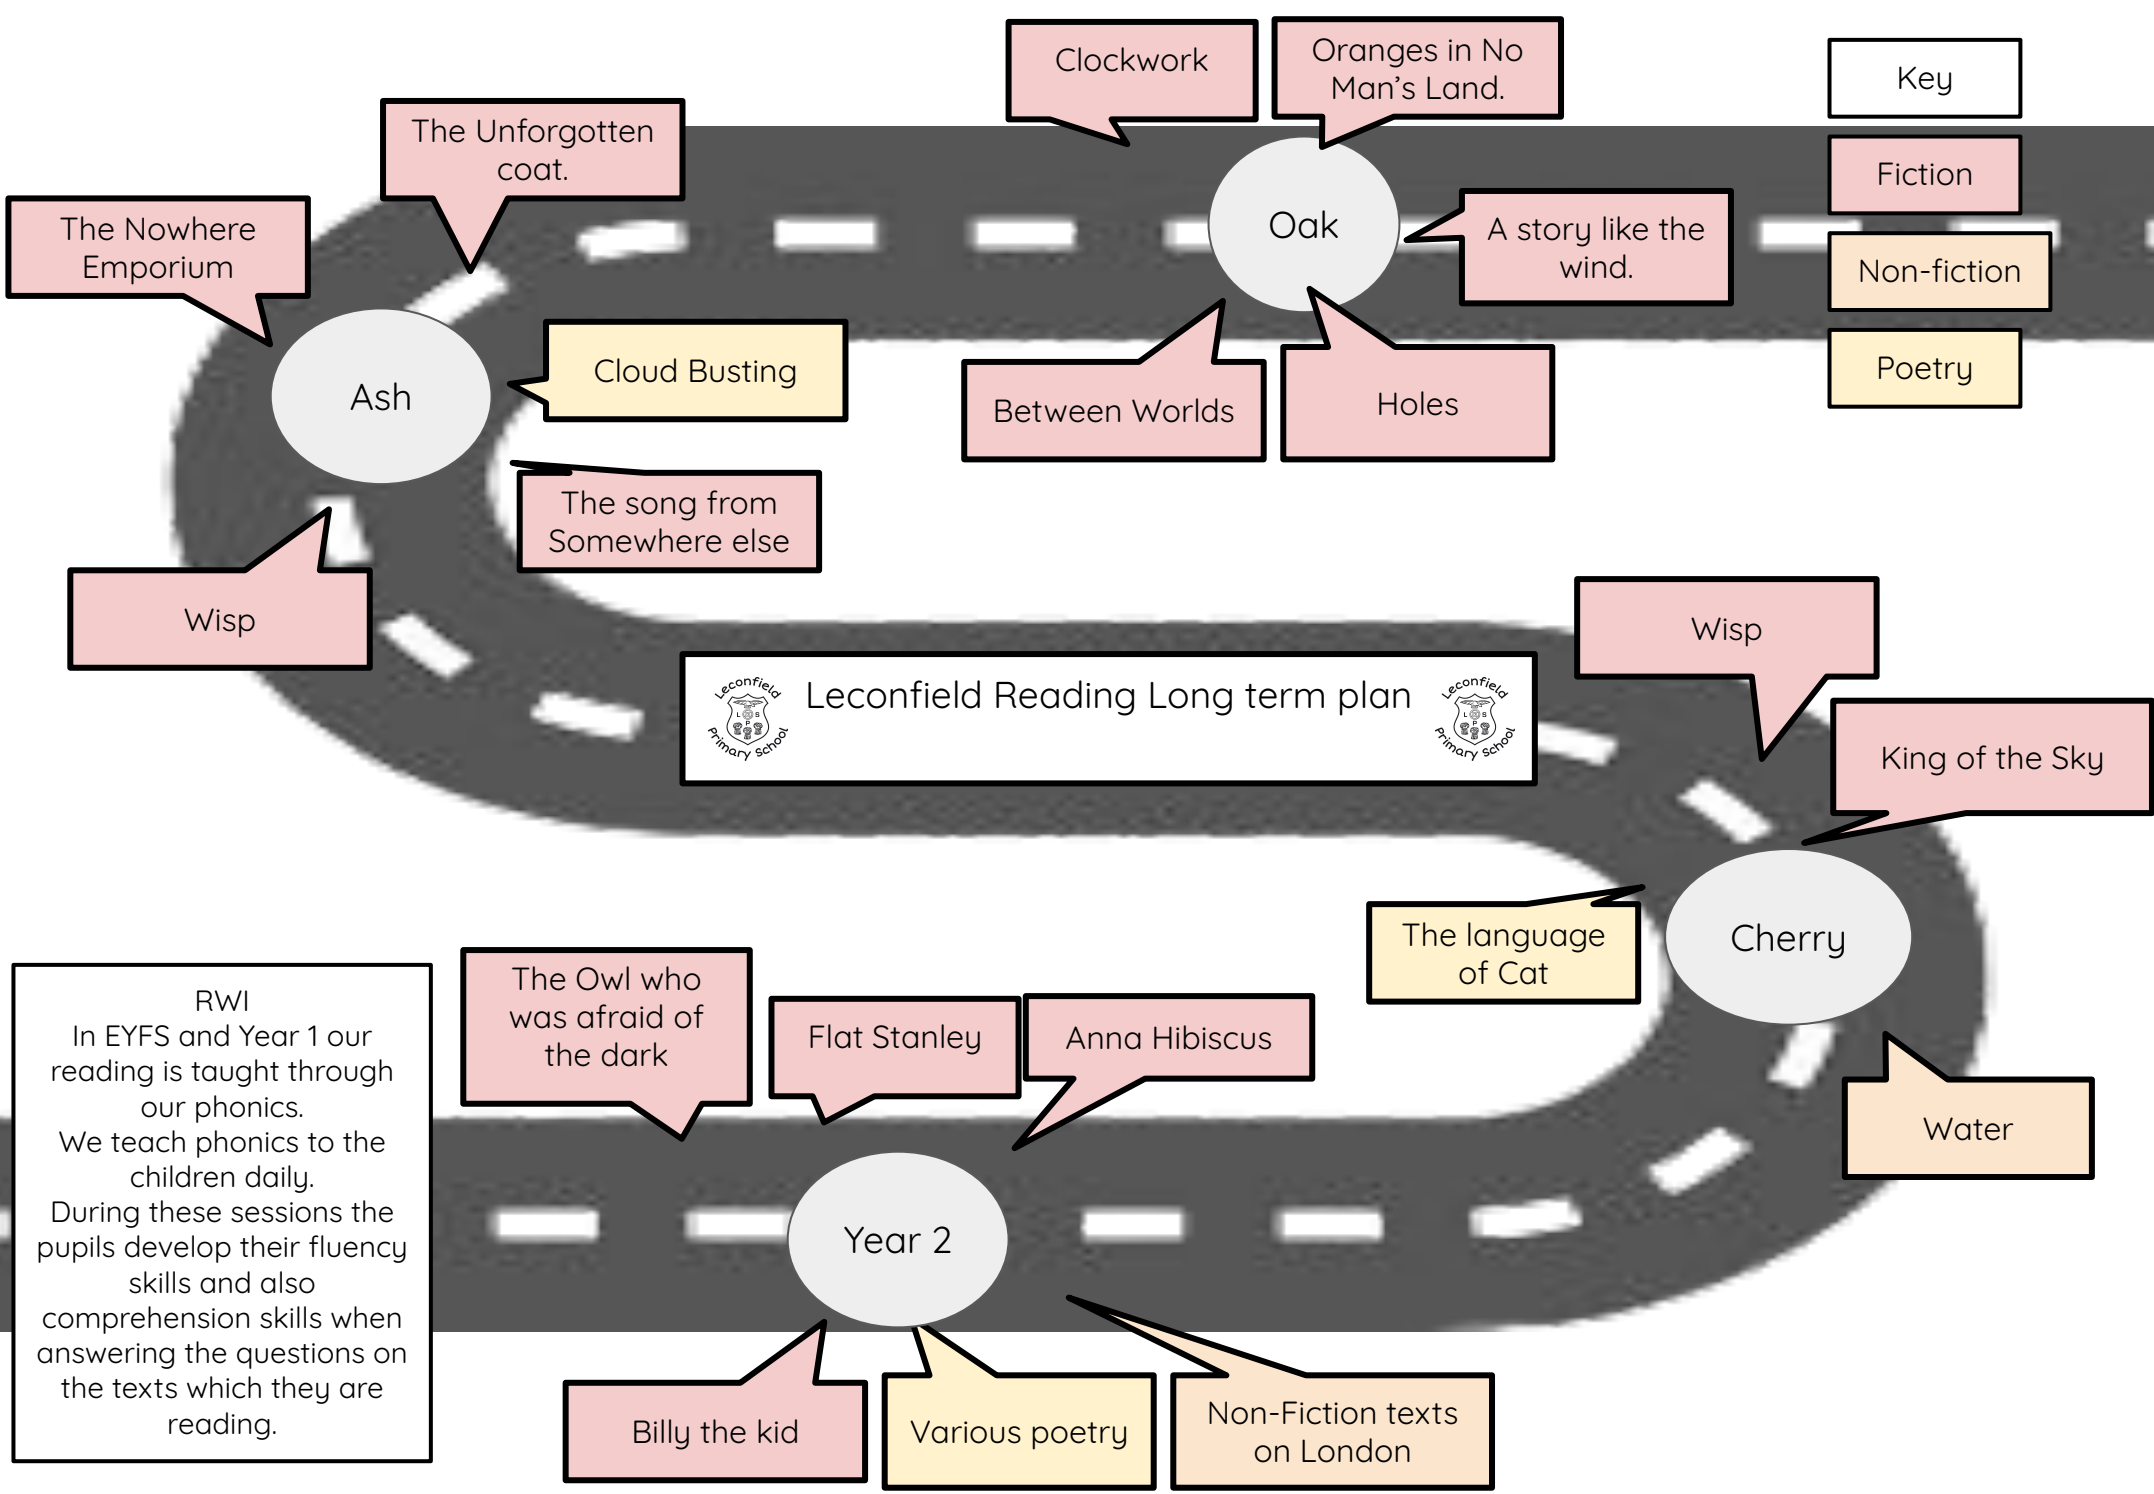 Clockwork
Oranges in No
Man's Land.
Key
The Unforgotten
coat.
Fiction
The Nowhere
Emporium
Oak
A story like the
wind.
Non-fiction
Cloud Busting
Poetry
Ash
Between Worlds
Holes
The song from
Somewhere else
Wisp
Wisp
Leconfield
L S
P
Primary School
Leconfield Reading Long term plan
Leconfield
L S
P
Primary School
King of the Sky
The language
of Cat
Cherry
RWI
In EYFS and Year 1 our
reading is taught through
our phonics.
We teach phonics to the
children daily.
During these sessions the
pupils develop their fluency
skills and also
comprehension skills when
answering the questions on
the texts which they are
reading.
The Owl who
was afraid of
the dark
Flat Stanley
Anna Hibiscus
Water
Year 2
Billy the kid
Various poetry
Non-Fiction texts
on London